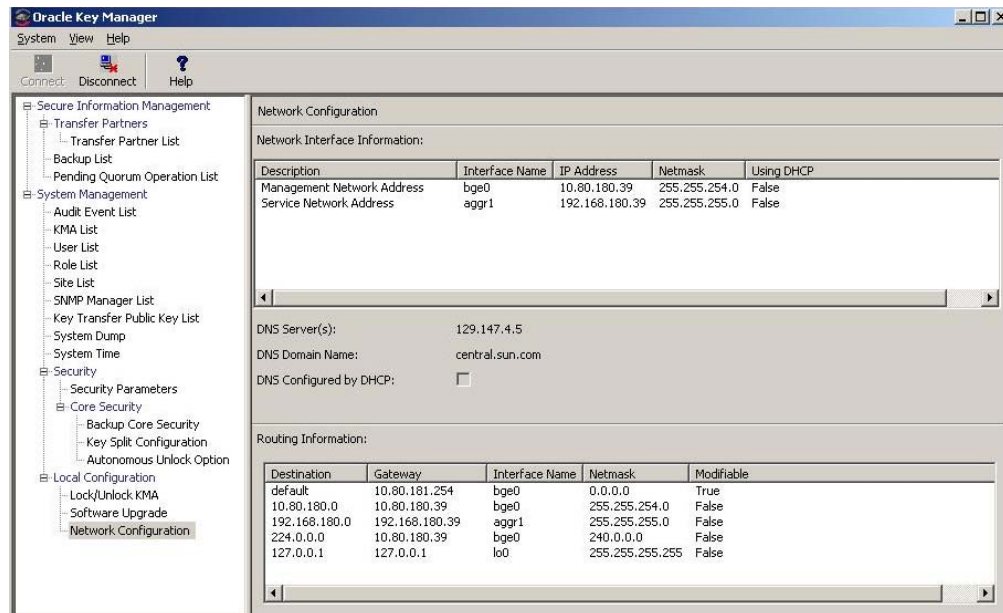 Oracle Key Manager
System View Help
Connect Disconnect Help
Secure Information Management
Transfer Partners
Transfer Partner List
Backup List
Pending Quorum Operation List
System Management
Audit Event List
KMA List
User List
Role List
Site List
SNMP Manager List
Key Transfer Public Key List
System Dump
System Time
Security
Security Parameters
Core Security
Backup Core Security
Key Split Configuration
Autonomous Unlock Option
Local Configuration
Lock/Unlock KMA
Software Upgrade
Network Configuration
Network Configuration
Network Interface Information:
Description Interface Name IP Address Netmask Using DHCP
Management Network Address bge0 10.80.180.39 255.255.254.0 False
Service Network Address aggr1 192.168.180.39 255.255.255.0 False
DNS Server(s): 129.147.4.5
DNS Domain Name: central.sun.com
DNS Configured by DHCP:
Routing Information:
Destination Gateway Interface Name Netmask Modifiable
default 10.80.181.254 bge0 0.0.0.0 True
10.80.180.0 10.80.180.39 bge0 255.255.254.0 False
192.168.180.0 192.168.180.39 aggr1 255.255.255.0 False
224.0.0.0 10.80.180.39 bge0 240.0.0.0 False
127.0.0.1 127.0.0.1 lo0 255.255.255.255 False